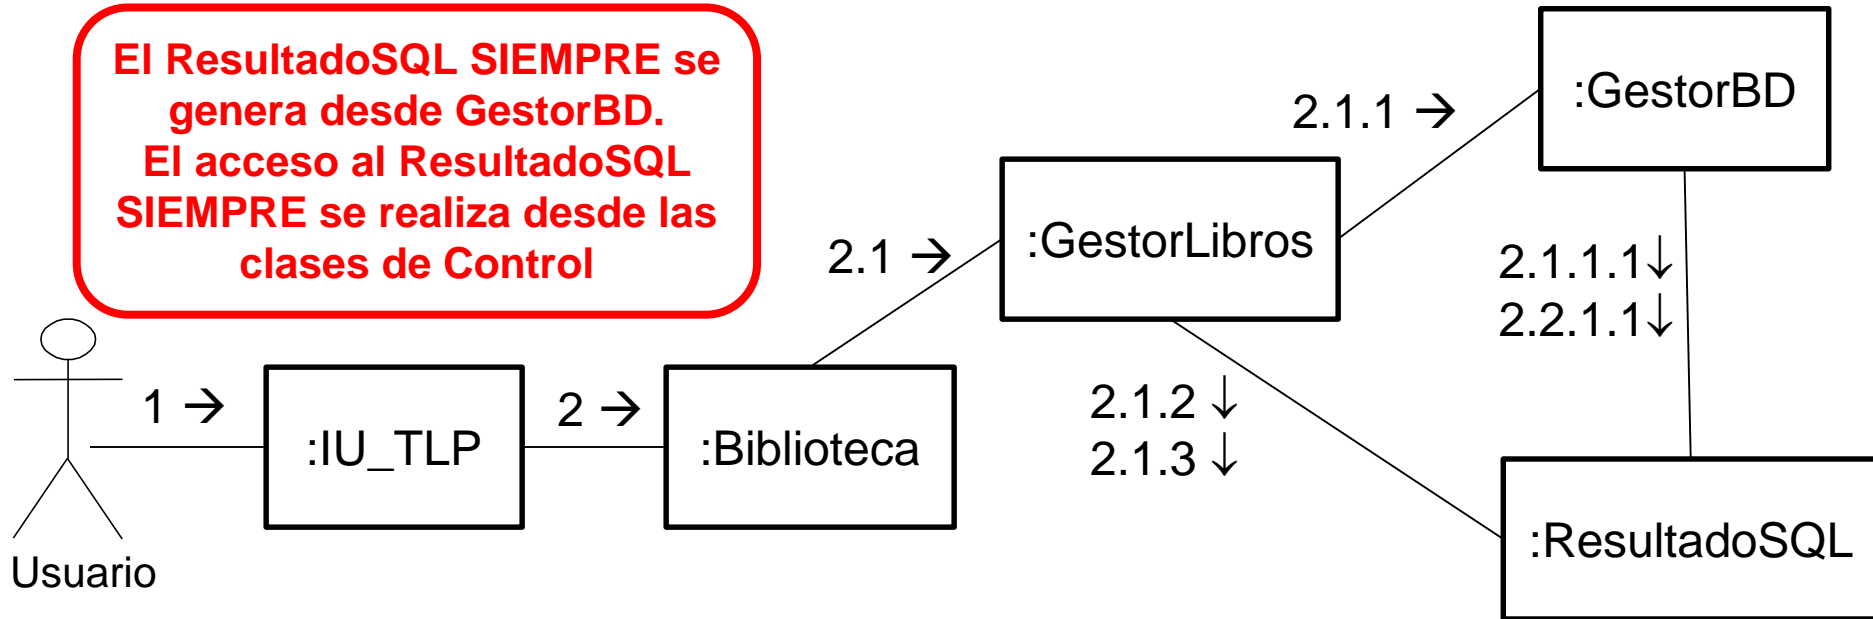 El ResultadoSQL SIEMPRE se
genera desde GestorBD.
El acceso al ResultadoSQL
SIEMPRE se realiza desde las
clases de Control
:GestorBD
2.1.1 →
:GestorLibros
2.1 →
2.1.1.1↓
2.2.1.1↓
1 →
:IU_TLP
2 →
:Biblioteca
2.1.2 ↓
2.1.3 ↓
:ResultadoSQL
Usuario